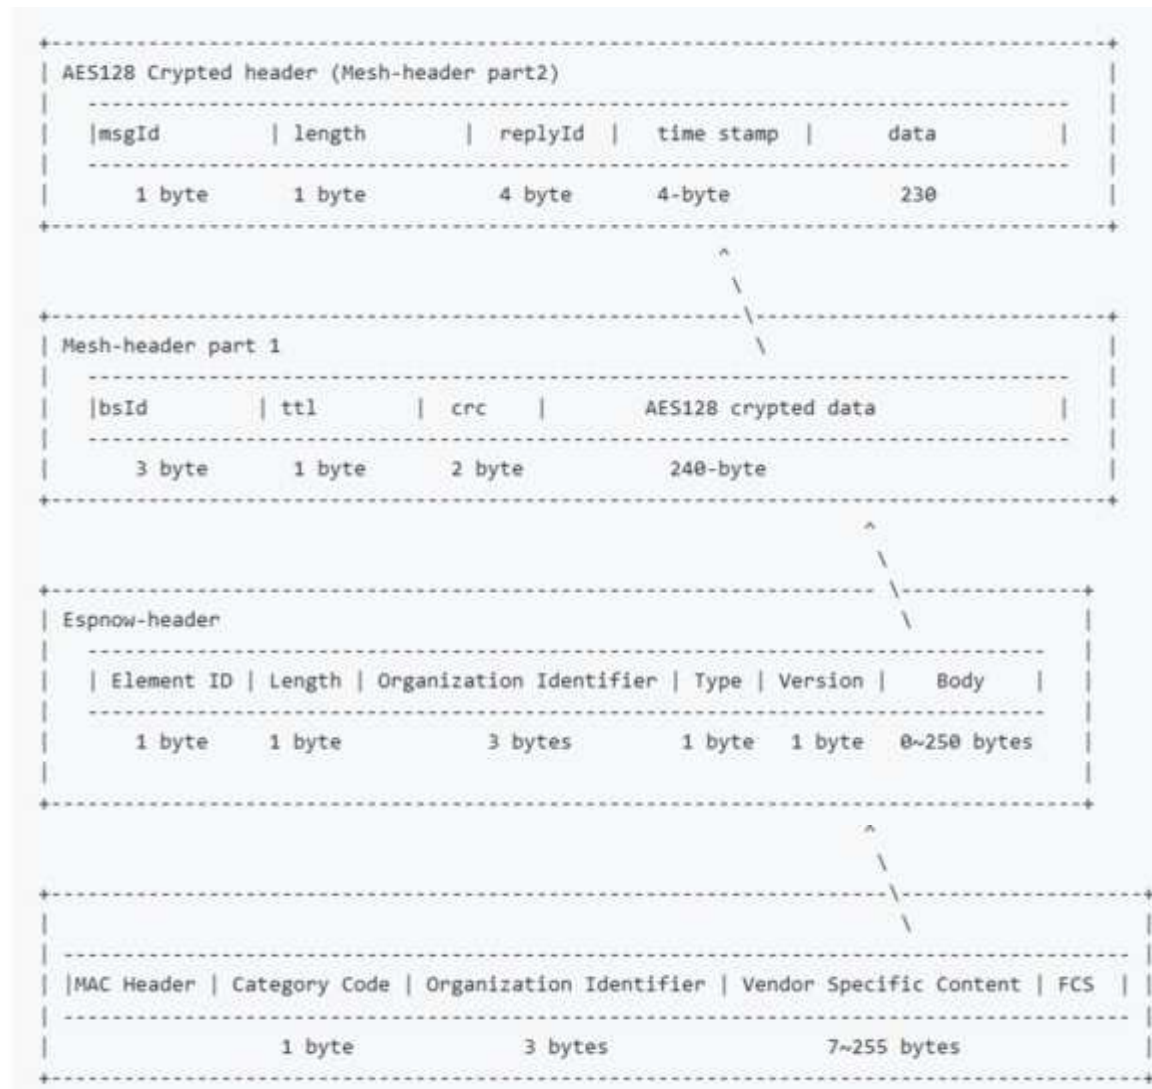 AES128 Crypted header (Mesh-header part2)
|msgId | length | replyId | time stamp | data |
1 byte 1 byte 4 byte 4-byte 230
Mesh-header part 1
|bsId | ttl | crc | AES128 crypted data |
3 byte 1 byte 2 byte 240-byte
Espnow-header
| Element ID | Length | Organization Identifier | Type | Version | Body |
1 byte 1 byte 3 bytes 1 byte 1 byte 0~250 bytes
|MAC Header | Category Code | Organization Identifier | Vendor Specific Content | FCS |
1 byte 3 bytes 7~255 bytes